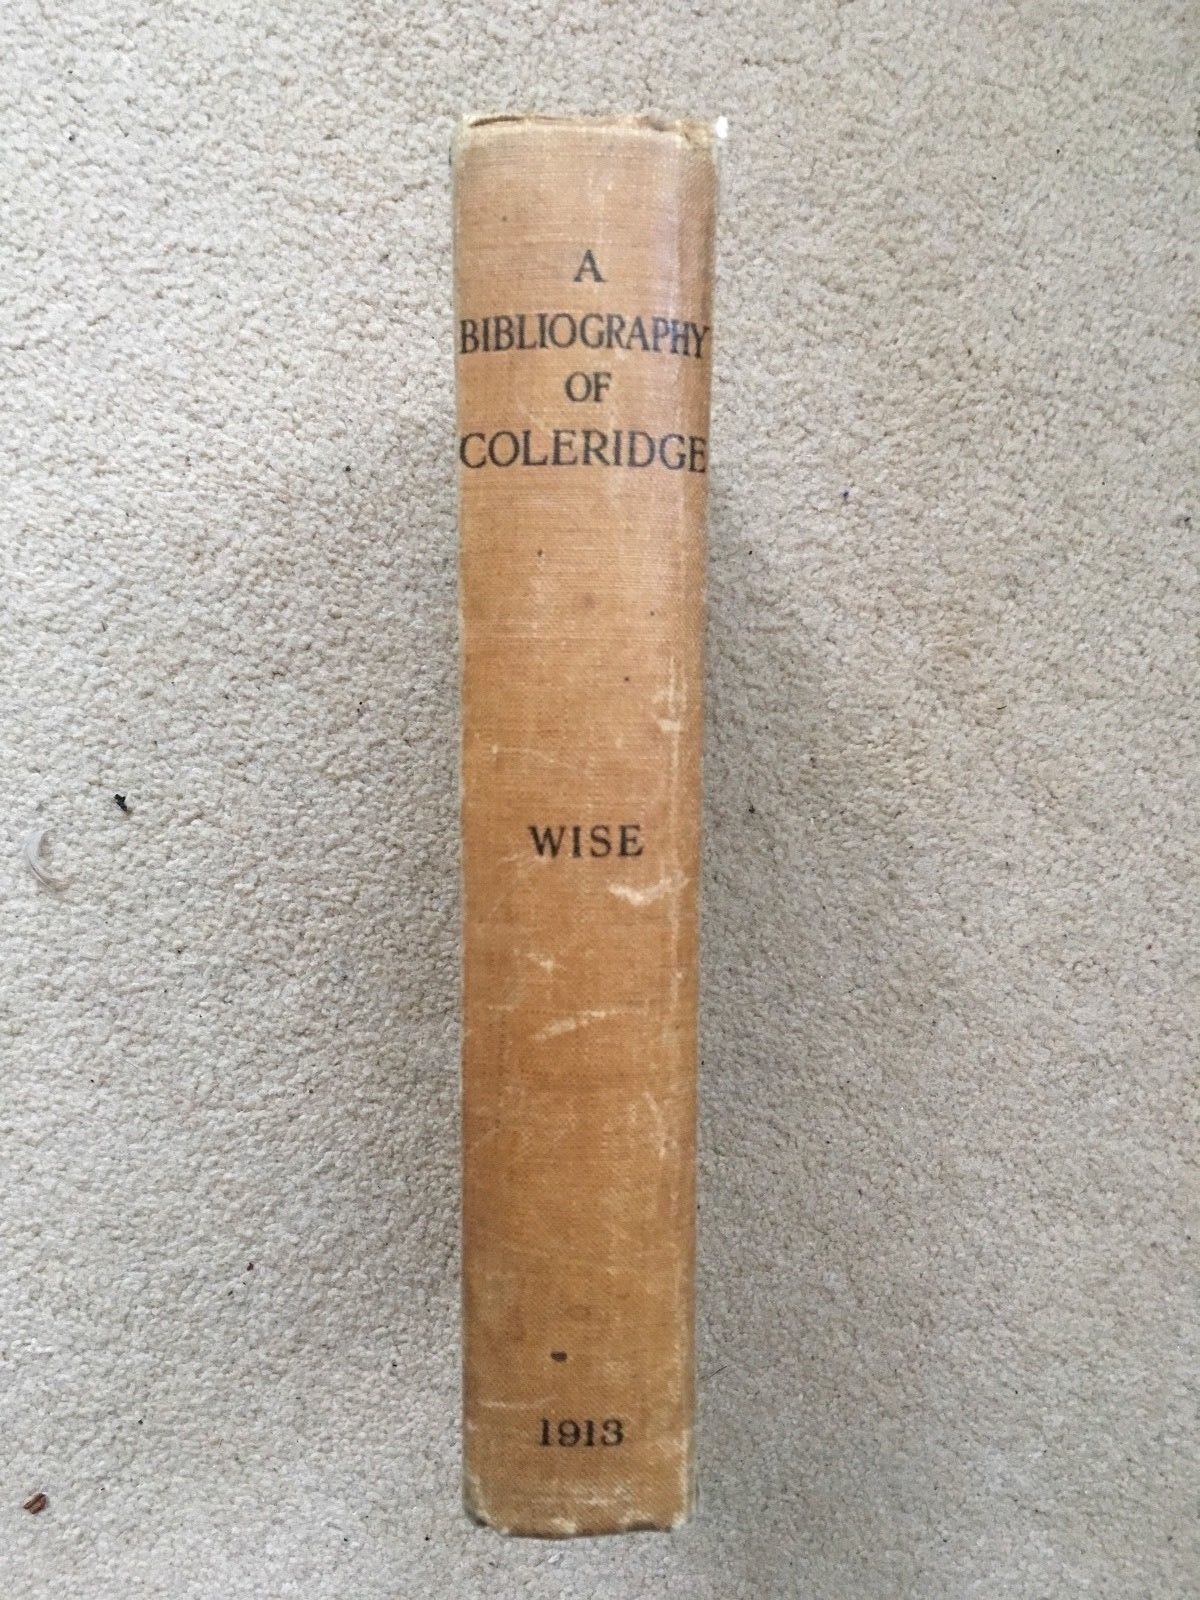 A
BIBLIOGRAPHY
OF
COLERIDGE
WISE
1913